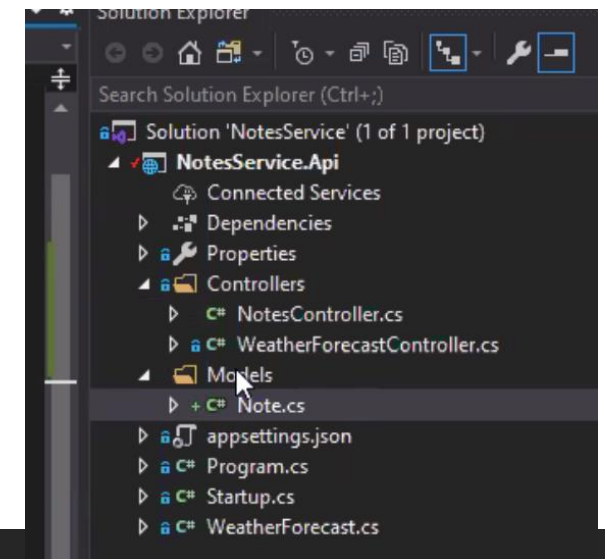 Solution Explorer
Search Solution Explorer (Ctrl+;)
Solution 'NotesService' (1 of 1 project)
NotesService.Api
Connected Services
Dependencies
Properties
Controllers
C# NotesController.cs
C# WeatherForecastController.cs
Models
+ C# Note.cs
appsettings.json
C# Program.cs
C# Startup.cs
C# WeatherForecast.cs